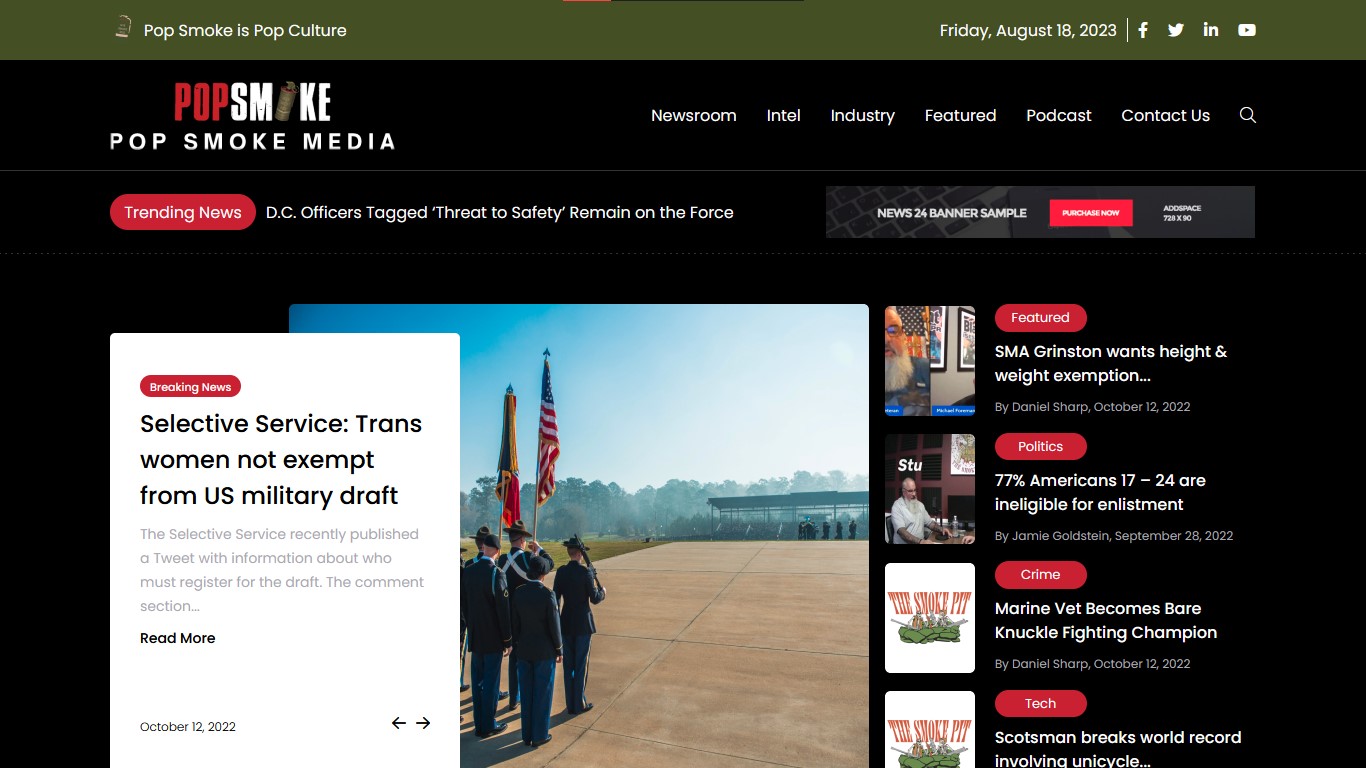 Pop Smoke is Pop Culture
Friday, August 18, 2023
POPSMOKE
POP SMOKE MEDIA
Newsroom
Intel
Industry
Featured
Podcast
Contact Us
Trending News
D.C. Officers Tagged ‘Threat to Safety’ Remain on the Force
NEWS 24 BANNER SAMPLE
PURCHASE NOW
ADDSPACE
728 X 90
Breaking News
Selective Service: Trans
women not exempt
from US military draft
The Selective Service recently published
a Tweet with information about who
must register for the draft. The comment
section...
Read More
October 12, 2022
Featured
SMA Grinston wants height &
weight exemption...
By Daniel Sharp, October 12, 2022
Michael Foreman
Stu
Politics
77% Americans 17 – 24 are
ineligible for enlistment
By Jamie Goldstein, September 28, 2022
THE SMOKE PIT
Crime
Marine Vet Becomes Bare
Knuckle Fighting Champion
By Daniel Sharp, October 12, 2022
THE SMOKE PIT
Tech
Scotsman breaks world record
involving unicycle...